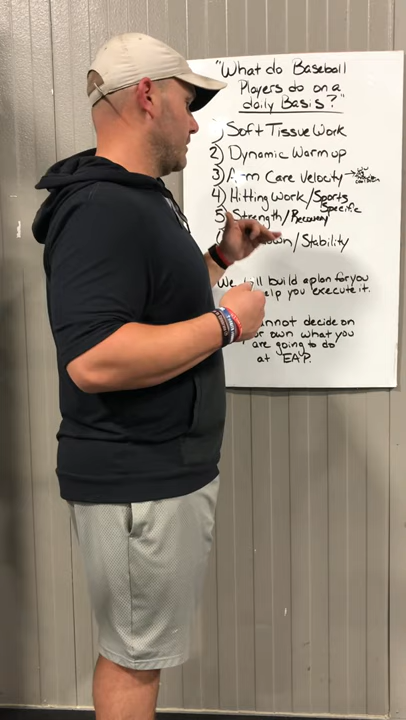 "What do Baseball
Players do on a
daily Basis?"
1) Soft Tissue Work
2) Dynamic Warm up
3) Arm Care Velocity →
4) Hitting Work/Sports
Specific
5) Strength/Recovery
/Stability
We will build a plan for you
help you execute it.
cannot decide on
own what you
are going to do
at EAP.